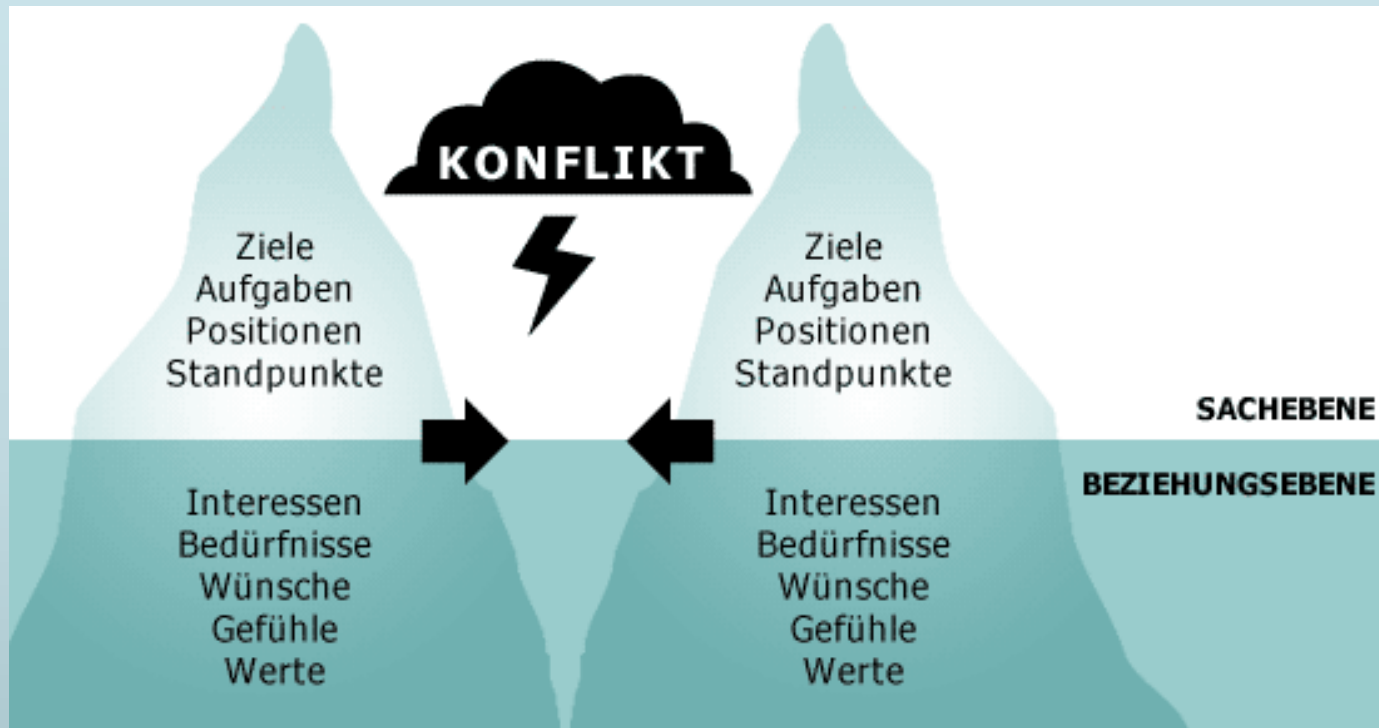 KONFLIKT
Ziele
Aufgaben
Positionen
Standpunkte
Ziele
Aufgaben
Positionen
Standpunkte
SACHEBENE
BEZIEHUNGSEBENE
Interessen
Bedürfnisse
Wünsche
Gefühle
Werte
Interessen
Bedürfnisse
Wünsche
Gefühle
Werte